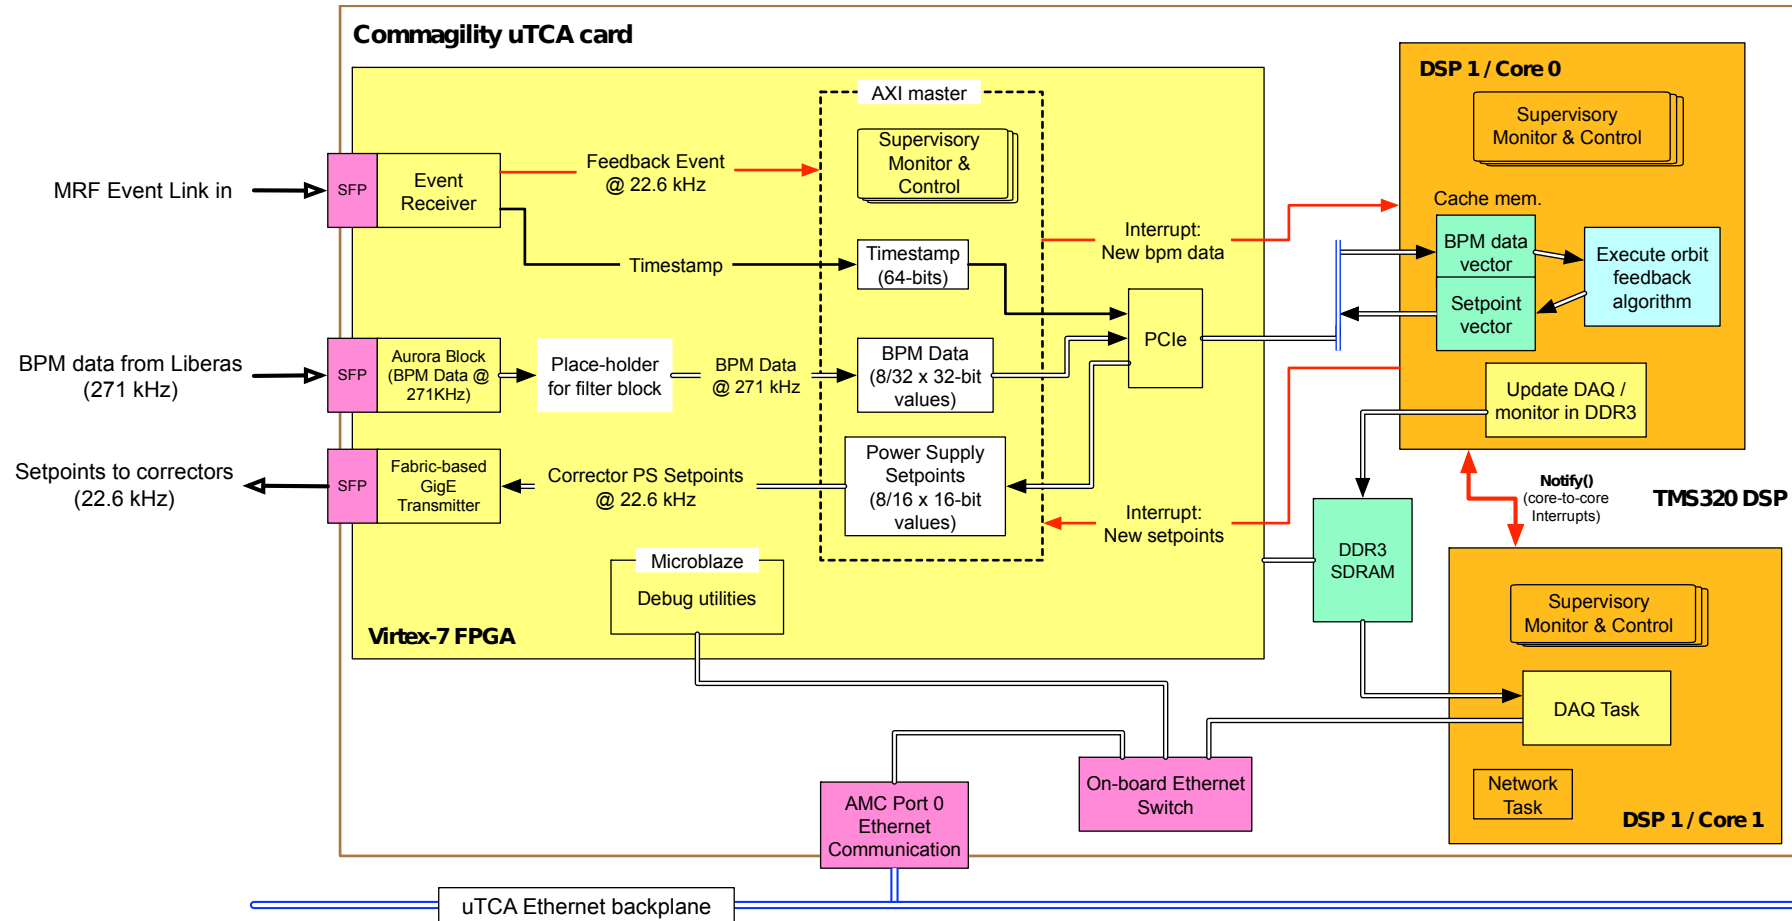 Commagility uTCA card
AXI master
Supervisory
Monitor &
Control
MRF Event Link in
SFP
Event
Receiver
Feedback Event
@ 22.6 kHz
Timestamp
Timestamp
(64-bits)
Interrupt:
New bpm data
PCIe
BPM data from Liberas
(271 kHz)
SFP
Aurora Block
(BPM Data @
271KHz)
Place-holder
for filter block
BPM Data
@ 271 kHz
BPM Data
(8/32 x 32-bit
values)
Setpoints to correctors
(22.6 kHz)
SFP
Fabric-based
GigE
Transmitter
Corrector PS Setpoints
@ 22.6 kHz
Power Supply
Setpoints
(8/16 x 16-bit
values)
Interrupt:
New setpoints
Microblaze
Debug utilities
Virtex-7 FPGA
DSP 1 / Core 0
Supervisory
Monitor & Control
Cache mem.
BPM data
vector
Setpoint
vector
Execute orbit
feedback
algorithm
Update DAQ /
monitor in DDR3
Notify()
(core-to-core
Interrupts)
TMS320 DSP
DDR3
SDRAM
Supervisory
Monitor & Control
DAQ Task
Network
Task
DSP 1 / Core 1
On-board Ethernet
Switch
AMC Port 0
Ethernet
Communication
uTCA Ethernet backplane